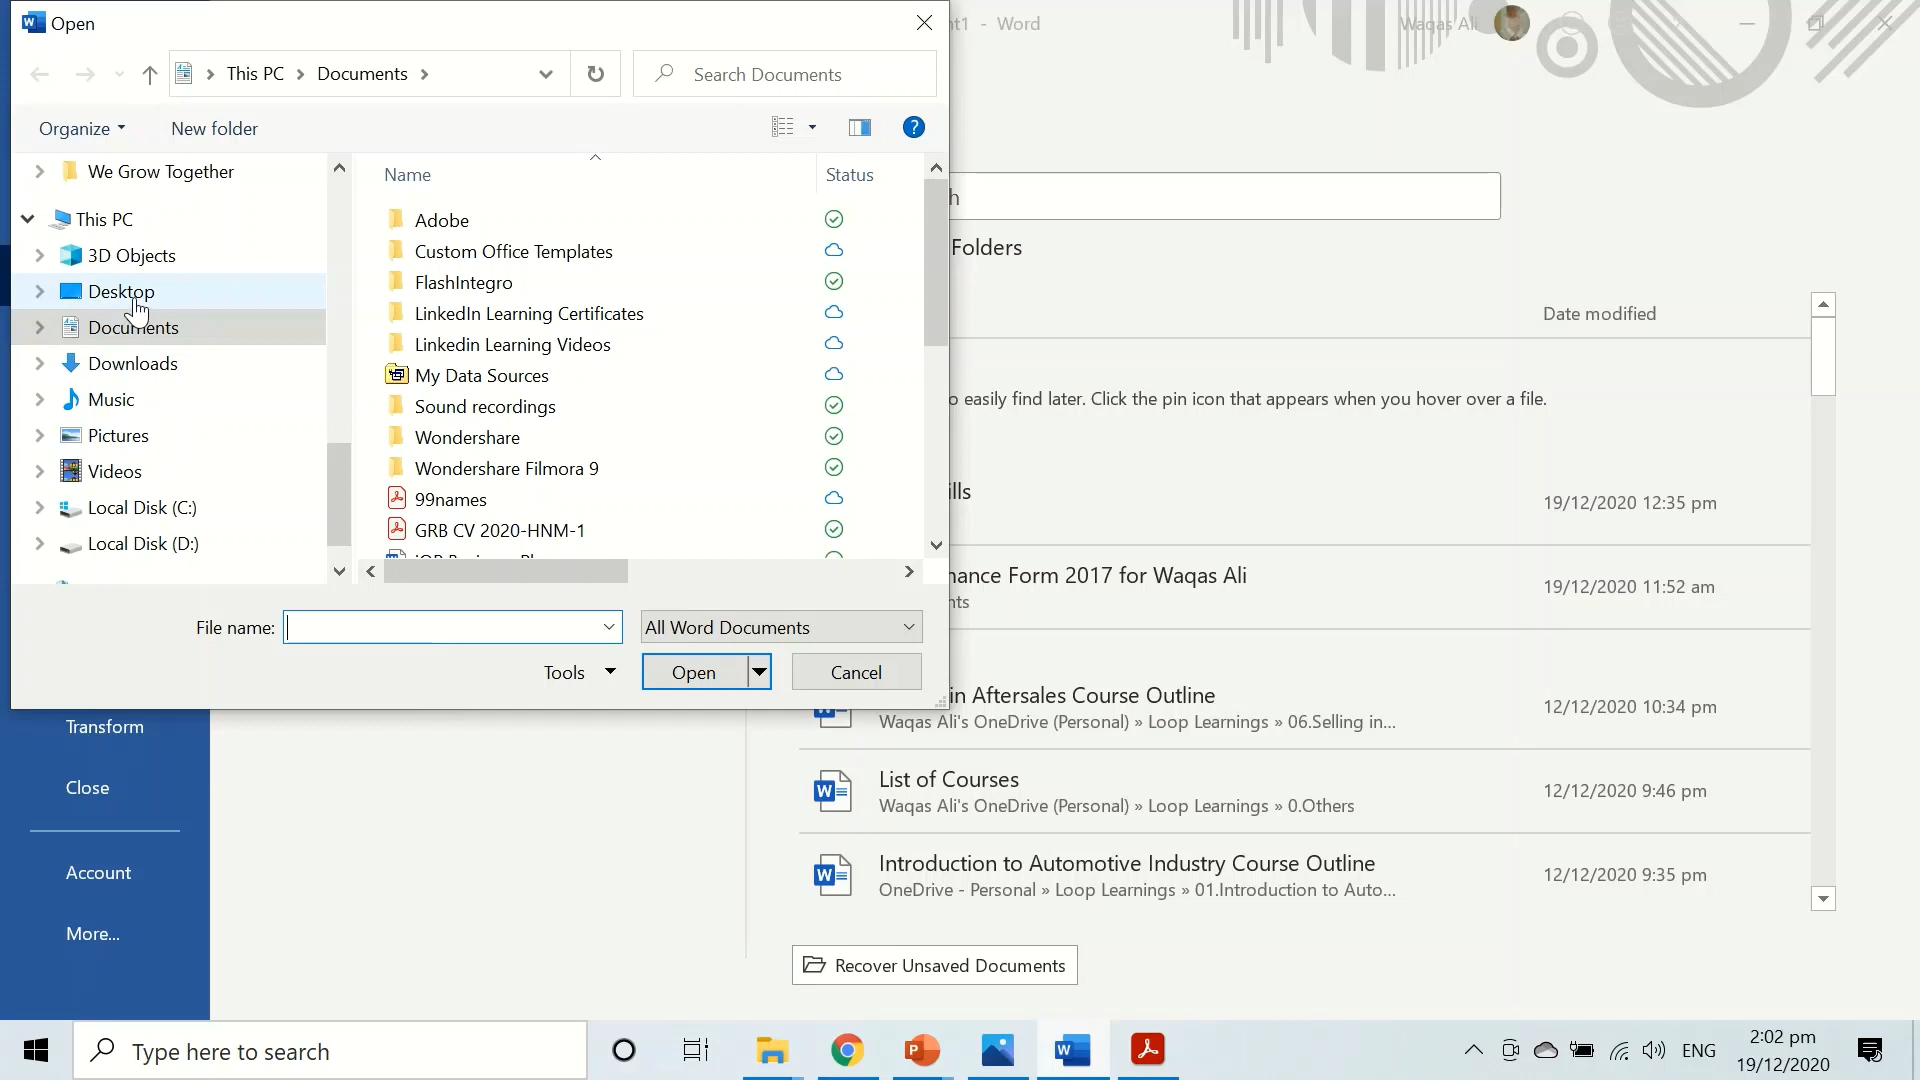 Open
nt1 - Word
Waqas Ali
This PC
Documents
Search Documents
Organize
New folder
We Grow Together
This PC
3D Objects
Desktop
Documents
Downloads
Music
Pictures
Videos
Local Disk (C:)
Local Disk (D:)
Name
Status
Adobe
Custom Office Templates
FlashIntegro
LinkedIn Learning Certificates
Linkedin Learning Videos
My Data Sources
Sound recordings
Wondershare
Wondershare Filmora 9
99names
GRB CV 2020-HNM-1
File name:
All Word Documents
Tools
Open
Cancel
h
Folders
Date modified
o easily find later. Click the pin icon that appears when you hover over a file.
ills
19/12/2020 12:35 pm
nance Form 2017 for Waqas Ali
nts
19/12/2020 11:52 am
in Aftersales Course Outline
Waqas Ali's OneDrive (Personal) » Loop Learnings » 06.Selling in...
12/12/2020 10:34 pm
List of Courses
Waqas Ali's OneDrive (Personal) » Loop Learnings » 0.Others
12/12/2020 9:46 pm
Introduction to Automotive Industry Course Outline
OneDrive - Personal » Loop Learnings » 01.Introduction to Auto...
12/12/2020 9:35 pm
Recover Unsaved Documents
Transform
Close
Account
More...
Type here to search
ENG
2:02 pm
19/12/2020